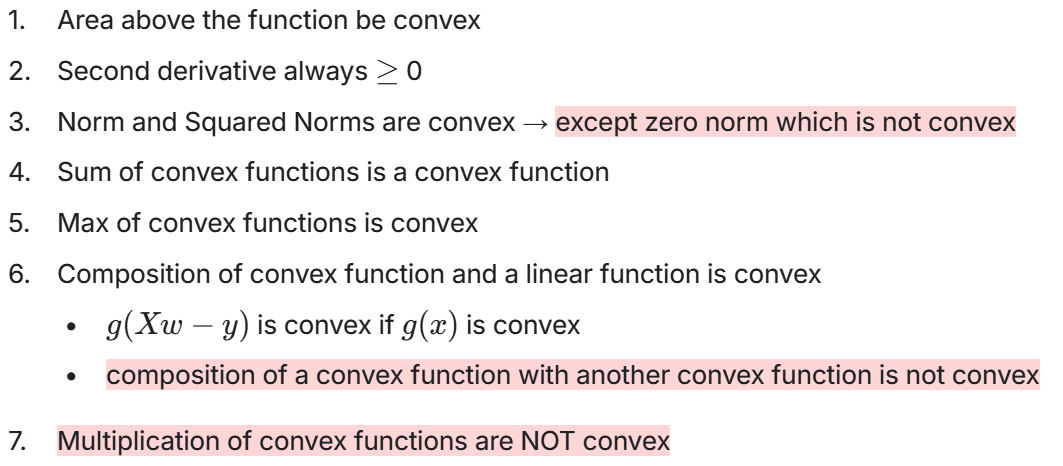 1. Area above the function be convex
2. Second derivative always ≥ 0
3. Norm and Squared Norms are convex → except zero norm which is not convex
4. Sum of convex functions is a convex function
5. Max of convex functions is convex
6. Composition of convex function and a linear function is convex
• g(Xw − y) is convex if g(x) is convex
• composition of a convex function with another convex function is not convex
7. Multiplication of convex functions are NOT convex